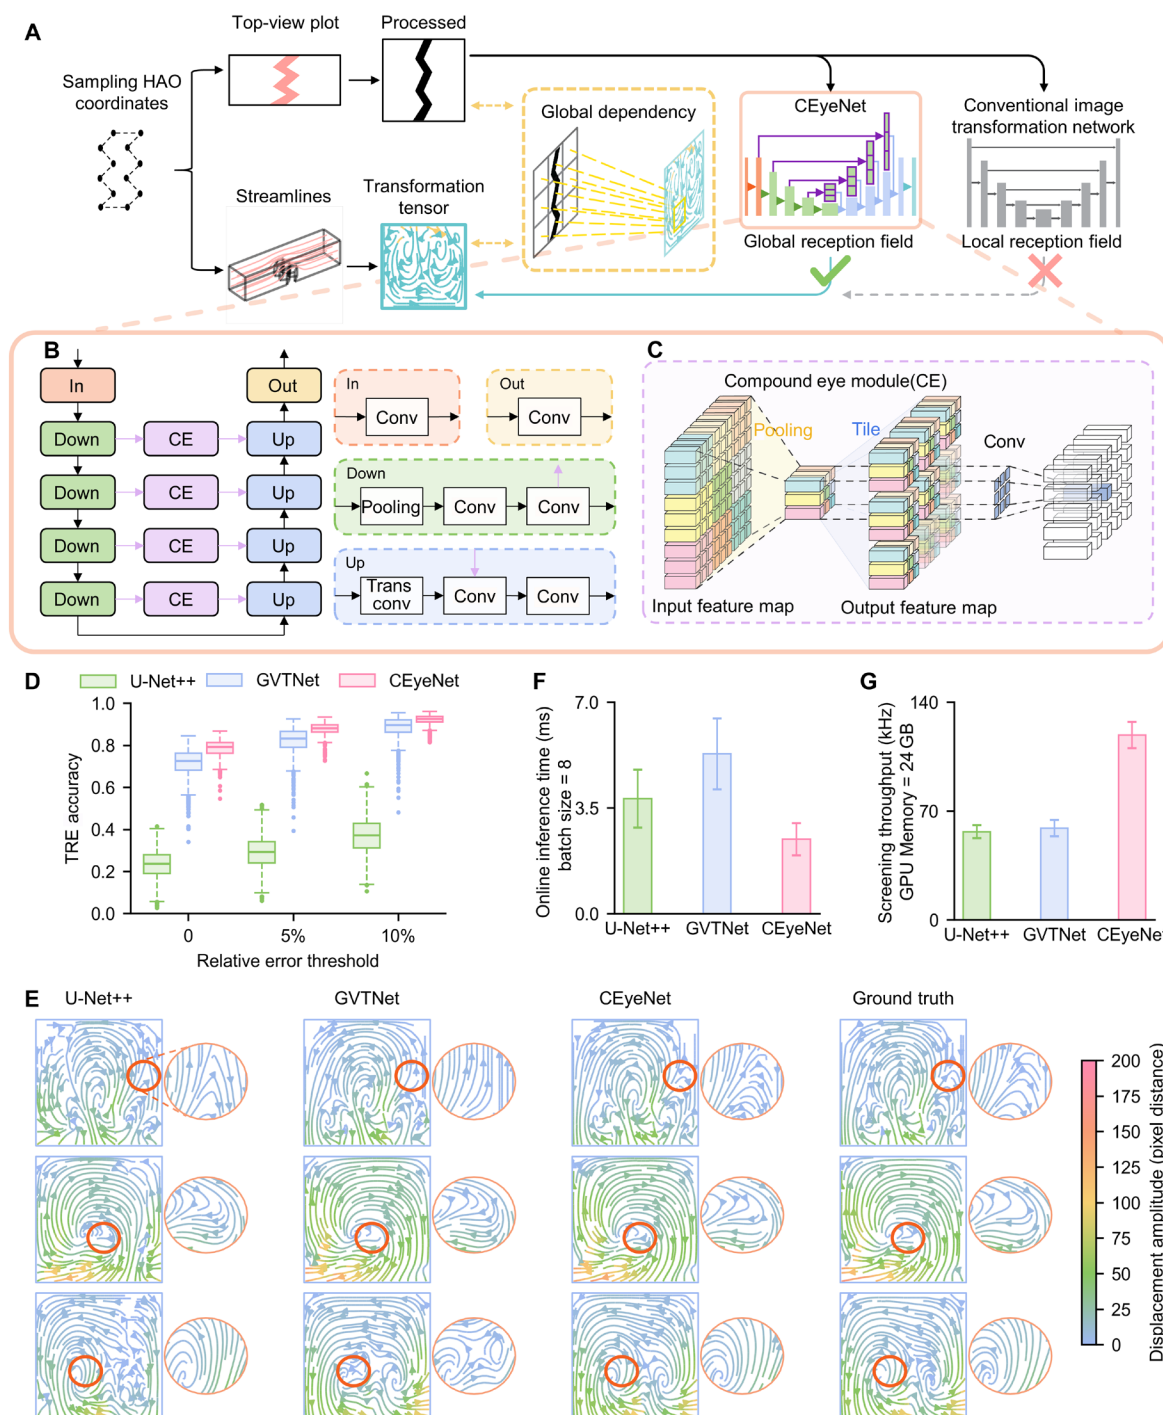 A
Top-view plot
Processed
Sampling HAO
coordinates
Global dependency
CEyeNet
Conventional image
transformation network
Streamlines
Transformation
tensor
Global reception field
Local reception field
B
In
Out
Down
CE
Up
Down
CE
Up
Down
CE
Up
Down
CE
Up
In
Conv
Out
Conv
Down
Pooling
Conv
Conv
Up
Trans
conv
Conv
Conv
C
Compound eye module(CE)
Pooling
Tile
Conv
Input feature map
Output feature map
D
U-Net++
GVTNet
CEyeNet
TRE accuracy
1.0
0.8
0.6
0.4
0.2
0.0
0
5%
10%
Relative error threshold
F
Online inference time (ms)
batch size = 8
7.0
3.5
0.0
U-Net++
GVTNet
CEyeNet
G
Screening throughput (kHz)
GPU Memory = 24 GB
140
70
0
U-Net++
GVTNet
CEyeNet
E
U-Net++
GVTNet
CEyeNet
Ground truth
200
175
150
125
100
75
50
25
0
Displacement amplitude (pixel distance)